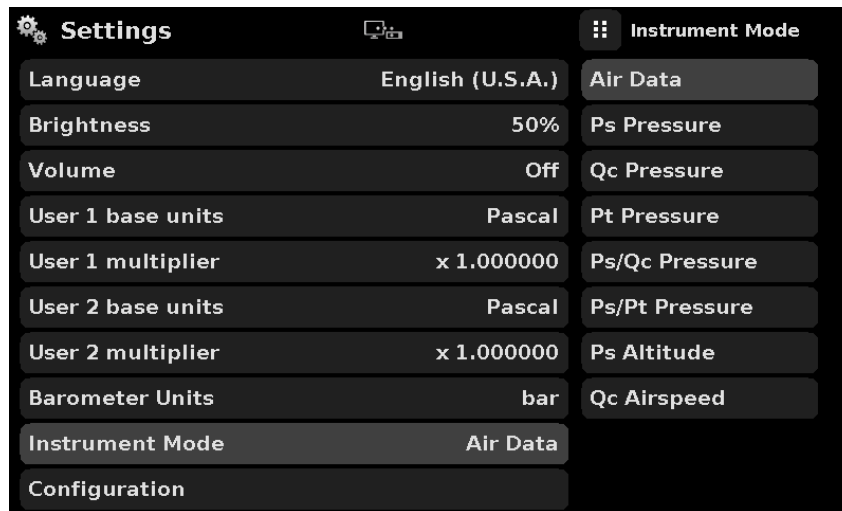 Settings
Instrument Mode
Language English (U.S.A.)
Brightness 50%
Volume Off
User 1 base units Pascal
User 1 multiplier x 1.000000
User 2 base units Pascal
User 2 multiplier x 1.000000
Barometer Units bar
Instrument Mode Air Data
Configuration
Air Data
Ps Pressure
Qc Pressure
Pt Pressure
Ps/Qc Pressure
Ps/Pt Pressure
Ps Altitude
Qc Airspeed